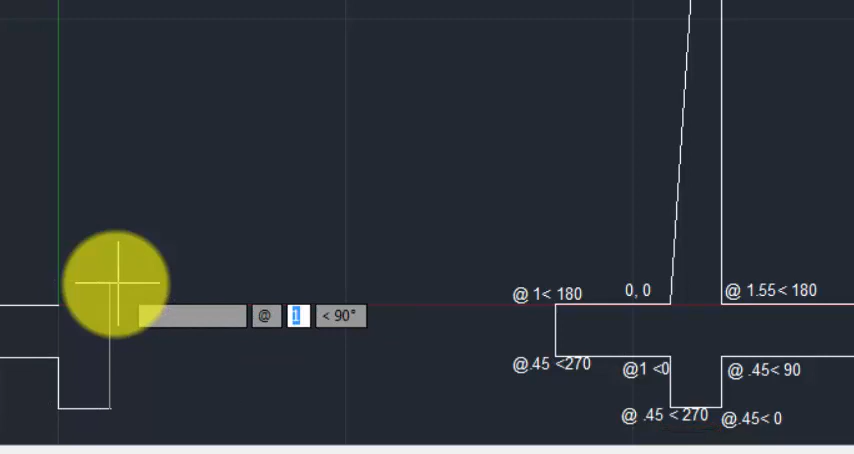 @ 1< 180
0, 0
@ 1.55< 180
@ 1 < 90°
@.45 <270
@1 <0
@ .45< 90
@ .45 < 270
@.45< 0